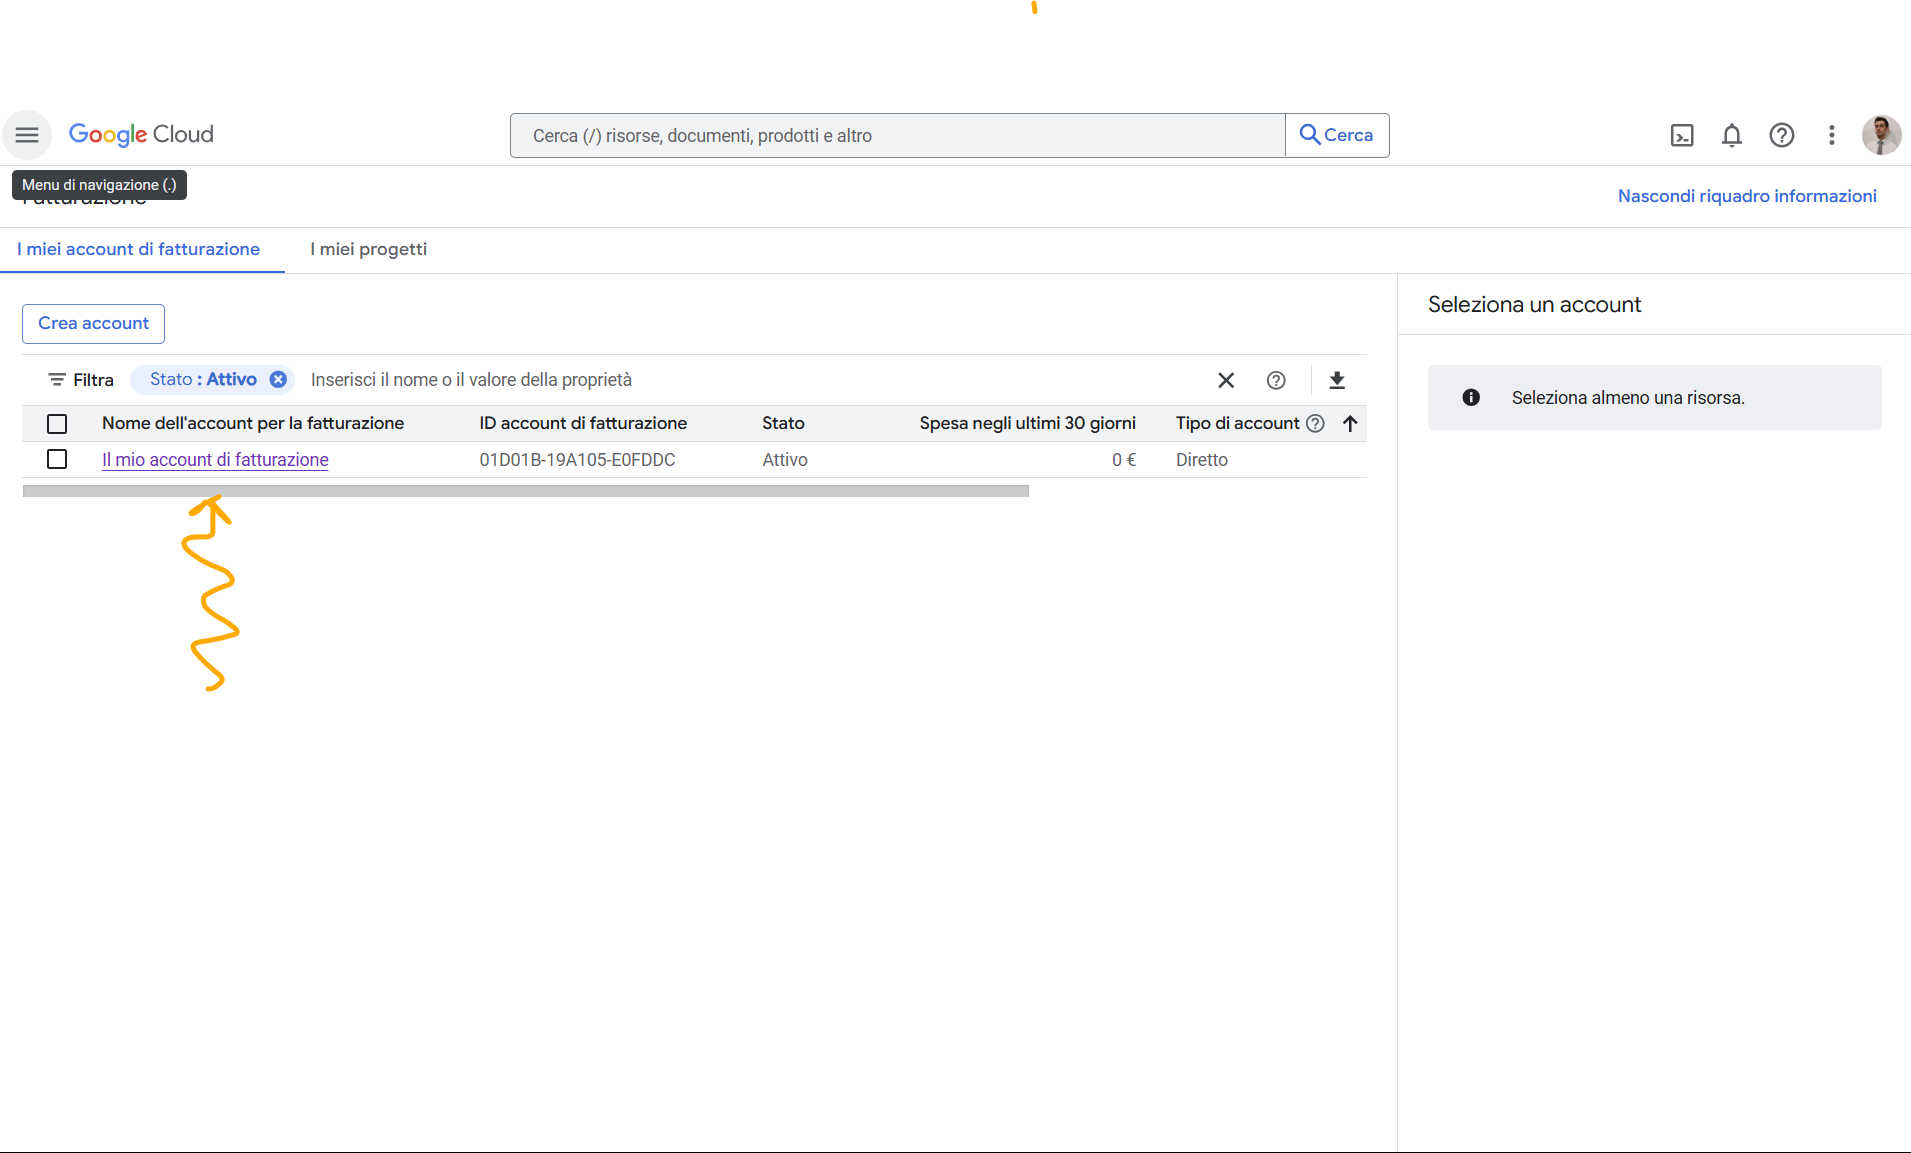 Google Cloud
Cerca (/) risorse, documenti, prodotti e altro
Cerca
Menu di navigazione (.)
Fatturazione
Nascondi riquadro informazioni
I miei account di fatturazione
I miei progetti
Crea account
Seleziona un account
Filtra
Stato : Attivo
Inserisci il nome o il valore della proprietà
Seleziona almeno una risorsa.
Nome dell'account per la fatturazione ID account di fatturazione Stato Spesa negli ultimi 30 giorni Tipo di account
Il mio account di fatturazione 01D01B-19A105-E0FDDC Attivo 0 € Diretto